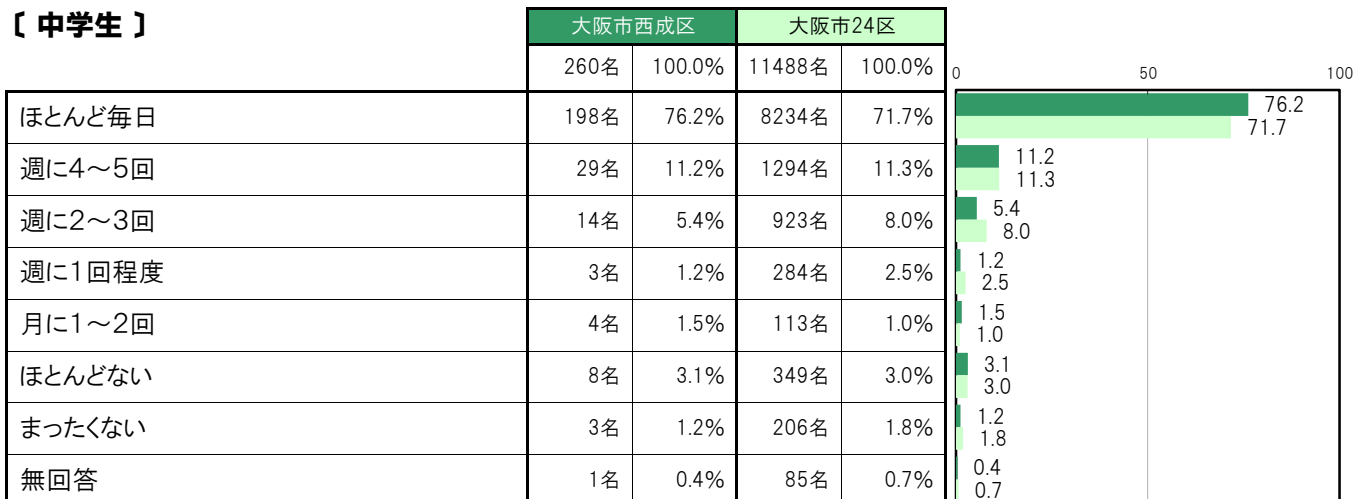 〔 中学生 〕
大阪市西成区 大阪市24区
260名 100.0% 11488名 100.0%
0 50 100
ほとんど毎日 198名 76.2% 8234名 71.7% 76.2
71.7
週に4～5回 29名 11.2% 1294名 11.3% 11.2
11.3
週に2～3回 14名 5.4% 923名 8.0% 5.4
8.0
週に1回程度 3名 1.2% 284名 2.5% 1.2
2.5
月に1～2回 4名 1.5% 113名 1.0% 1.5
1.0
ほとんどない 8名 3.1% 349名 3.0% 3.1
3.0
まったくない 3名 1.2% 206名 1.8% 1.2
1.8
無回答 1名 0.4% 85名 0.7% 0.4
0.7